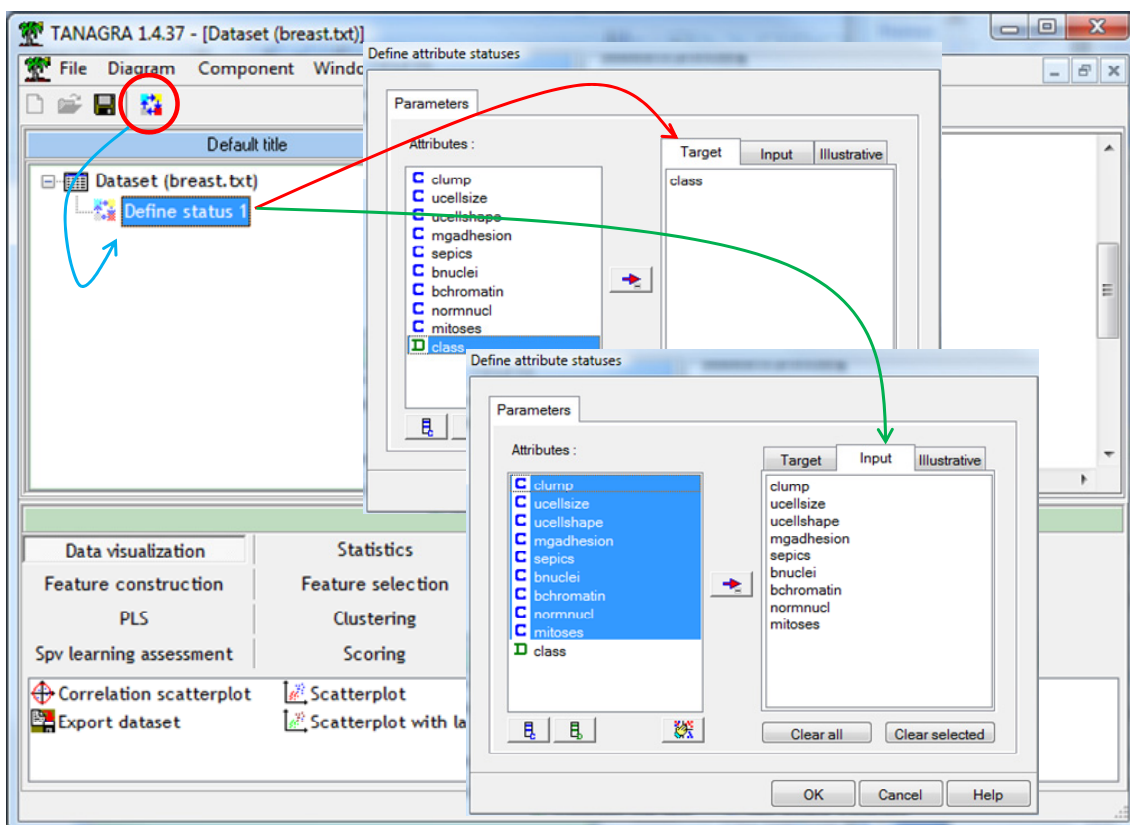 TANAGRA 1.4.37 - [Dataset (breast.txt)]
File Diagram Component
Default title
Dataset (breast.txt)
Define status 1
Define attribute statuses
Parameters
Attributes :
Target Input Illustrative
C clump
C ucellsize
C ucellshape
C mgadhesion
C sepics
C bnuclei
C bchromatin
C normnucl
C mitoses
D class
class
Define attribute statuses
Parameters
Attributes :
Target Input Illustrative
C clump
C ucellsize
C ucellshape
C mgadhesion
C sepics
C bnuclei
C bchromatin
C normnucl
C mitoses
D class
clump
ucellsize
ucellshape
mgadhesion
sepics
bnuclei
bchromatin
normnucl
mitoses
Clear all Clear selected
OK Cancel Help
Data visualization Statistics
Feature construction Feature selection
PLS Clustering
Spv learning assessment Scoring
Correlation scatterplot Scatterplot
Export dataset Scatterplot with la